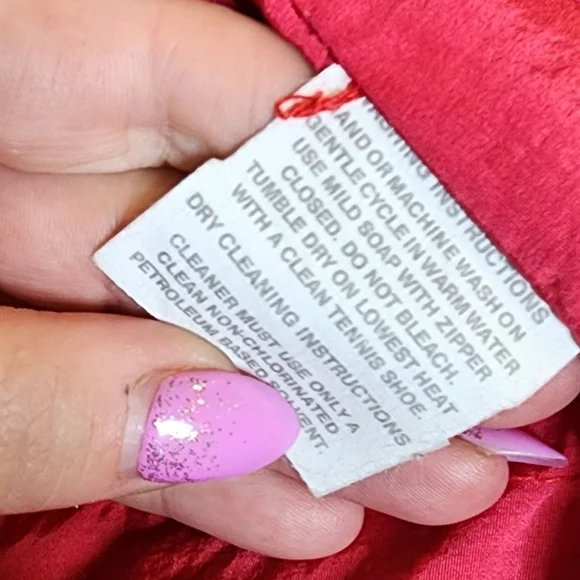 WASHING INSTRUCTIONS
HAND OR MACHINE WASH ON
GENTLE CYCLE IN WARM WATER
USE MILD SOAP WITH ZIPPER
CLOSED. DO NOT BLEACH.
TUMBLE DRY ON LOWEST HEAT
WITH A CLEAN TENNIS SHOE.
DRY CLEANING INSTRUCTIONS
CLEANER MUST USE ONLY A
CLEAN NON-CHLORINATED
PETROLEUM BASED SOLVENT.